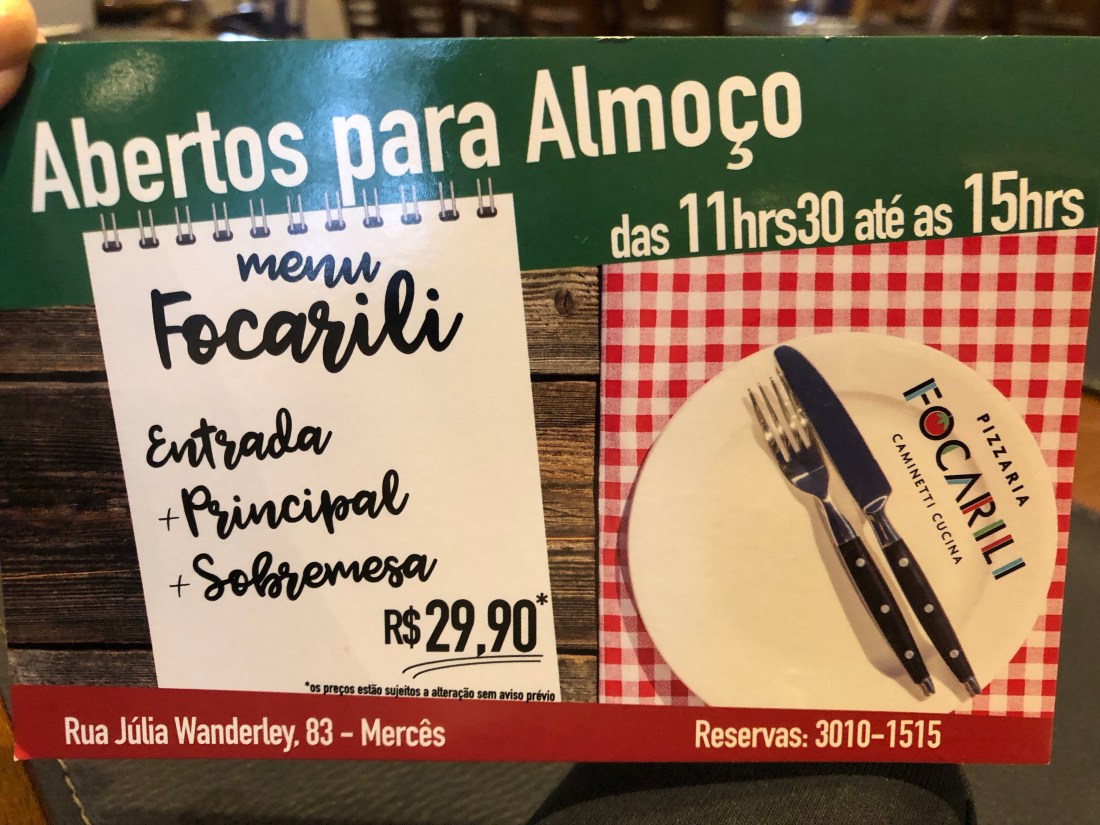 Abertos para Almoço
das 11hrs30 até as 15hrs
menu
Focarili
Entrada
+Principal
+Sobremesa
R$29,90*
*os preços estão sujeitos a alteração sem aviso prévio
PIZZARIA
FOCARILI
CAMINETTI CUCINA
Rua Júlia Wanderley, 83 - Mercês
Reservas: 3010-1515